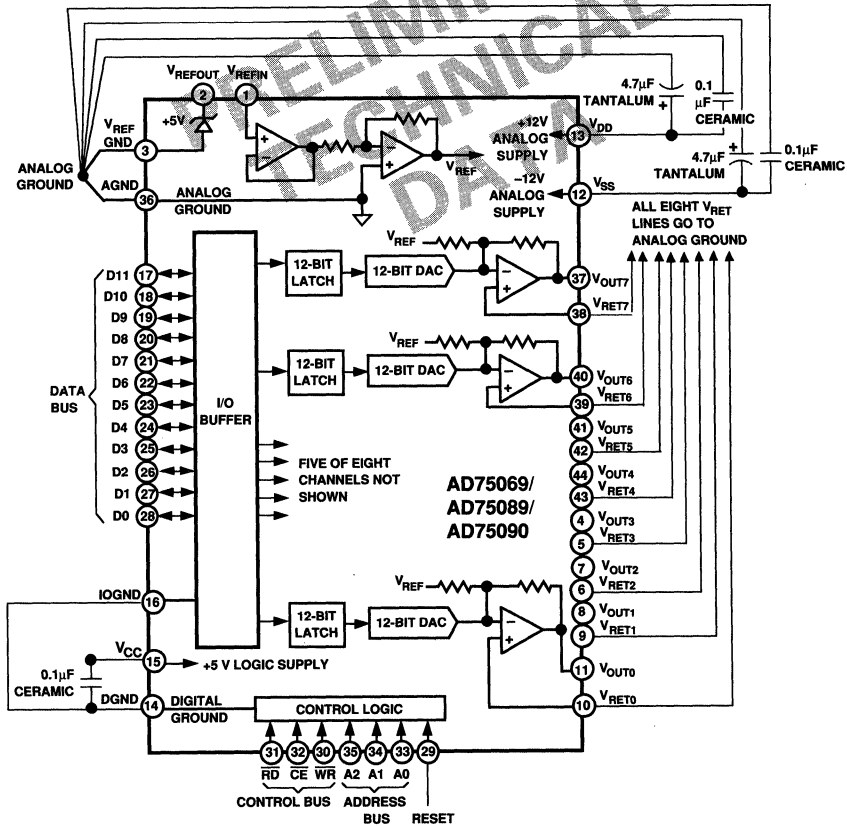 PRELIMINARY
TECHNICAL
DATA
VREFOUT VREFIN
2 1
+5V
VREF
GND
3
ANALOG
GROUND
AGND
36
ANALOG
GROUND
VREF
4.7µF
TANTALUM
+
0.1
µF
CERAMIC
+12V
ANALOG
SUPPLY
13
VDD
4.7µF
TANTALUM
+
0.1µF
CERAMIC
–12V
ANALOG
SUPPLY
12
VSS
ALL EIGHT VRET
LINES GO TO
ANALOG GROUND
DATA
BUS
D11 17
D10 18
D9 19
D8 20
D7 21
D6 22
D5 23
D4 24
D3 25
D2 26
D1 27
D0 28
I/O
BUFFER
12-BIT
LATCH
12-BIT DAC
VREF
37 VOUT7
38 VRET7
12-BIT
LATCH
12-BIT DAC
VREF
40 VOUT6
39 VRET6
41 VOUT5
42 VRET5
44 VOUT4
43 VRET4
4 VOUT3
5 VRET3
7 VOUT2
6 VRET2
8 VOUT1
9 VRET1
FIVE OF EIGHT
CHANNELS NOT
SHOWN
AD75069/
AD75089/
AD75090
12-BIT
LATCH
12-BIT DAC
VREF
11 VOUT0
10 VRET0
IOGND
16
VCC
15
+5 V LOGIC SUPPLY
0.1µF
CERAMIC
DGND
14
DIGITAL
GROUND
CONTROL LOGIC
31 32 30 35 34 33 29
RD CE WR A2 A1 A0
CONTROL BUS
ADDRESS
BUS
RESET